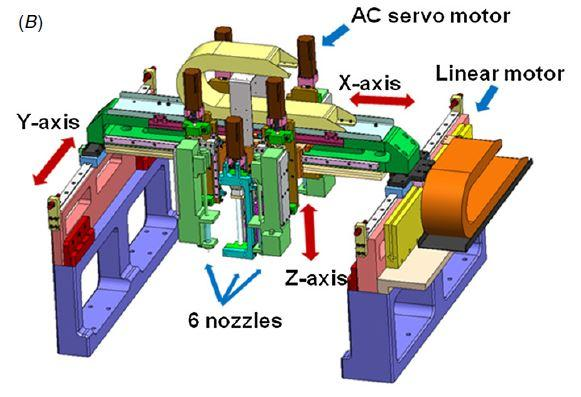 (B)
AC servo motor
X-axis
Linear motor
Y-axis
Z-axis
6 nozzles